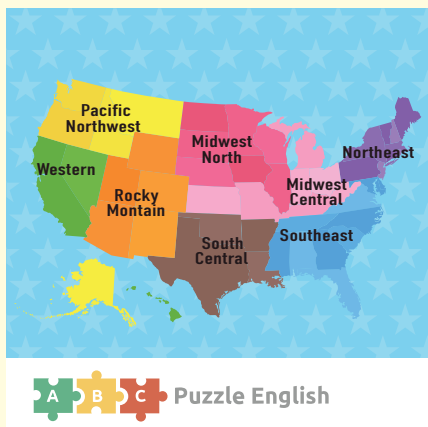 Pacific
Northwest
Midwest
North
Northeast
Western
Rocky
Montain
Midwest
Central
South
Central
Southeast
A B C Puzzle English